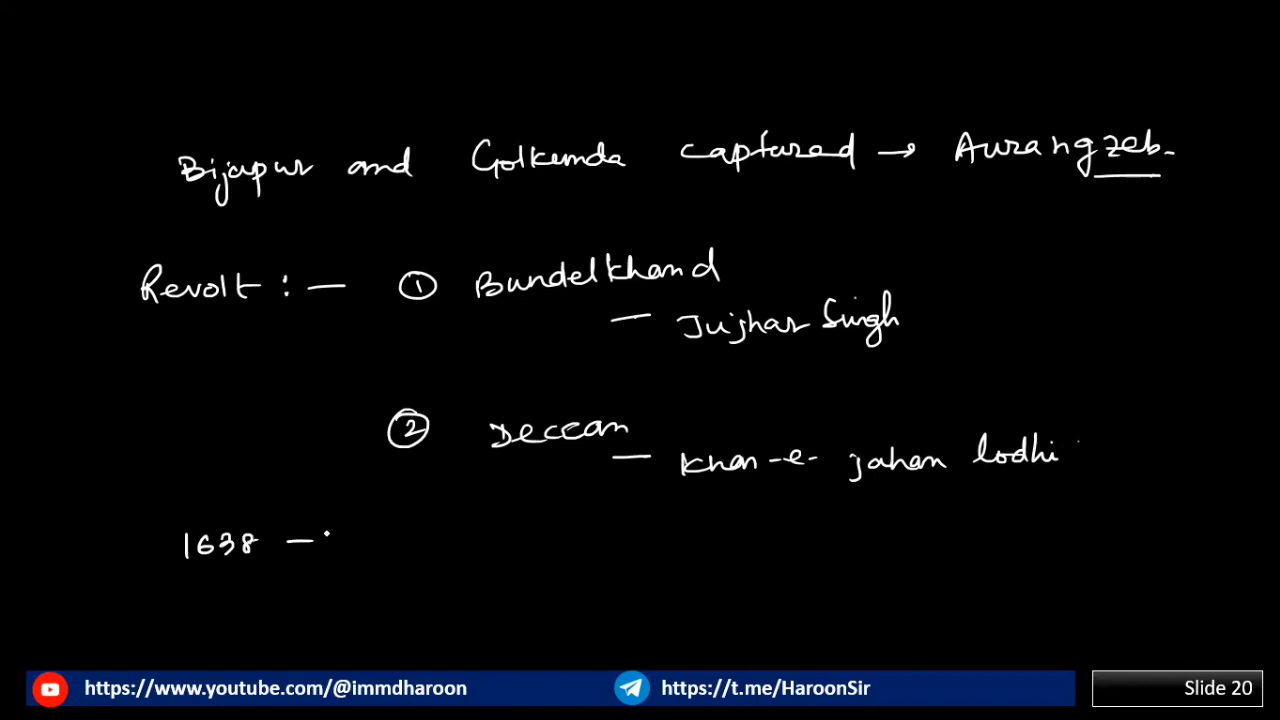 Bijapur and Golkunda captured → Aurangzeb.
Revolt : — ① Bundelkhand
— Jujhar Singh
② Deccan
— Khan-e- jahan lodhi
1638 —
https://www.youtube.com/@immdharoon https://t.me/HaroonSir Slide 20